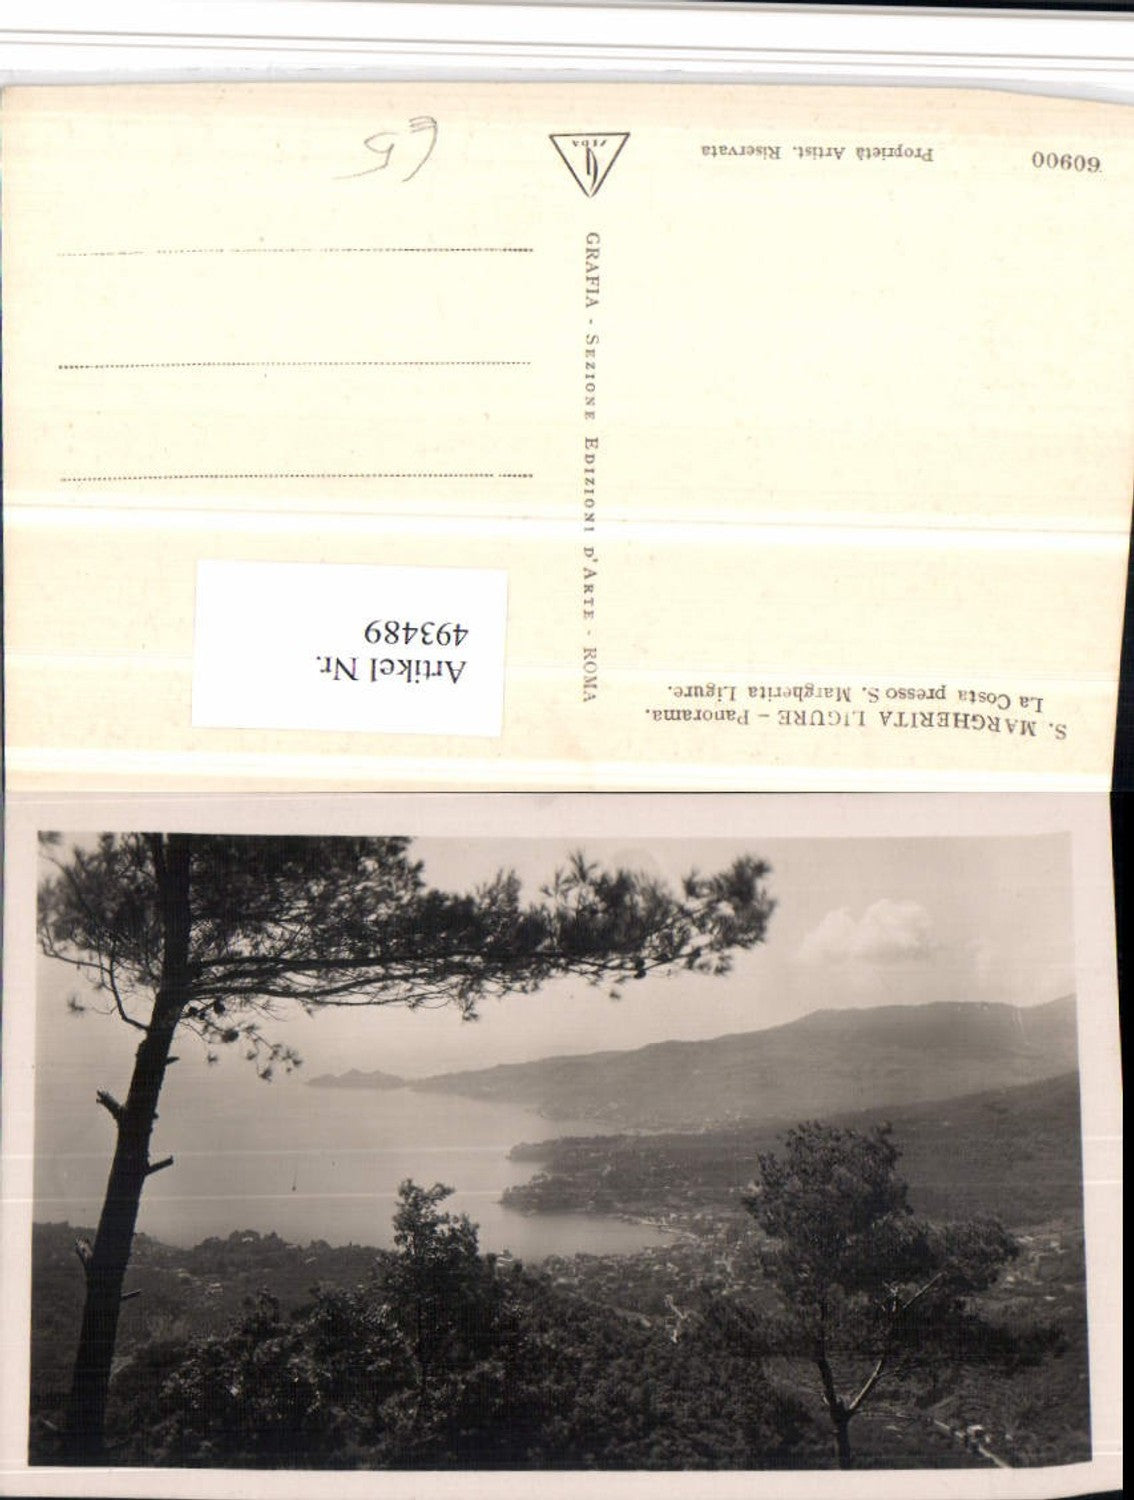 S. MARGHERITA LIGURE – Panorama.
La Costa presso S. Margherita Ligure.
GRAFIA - SEZIONE EDIZIONI D'ARTE - ROMA
Artikel Nr.
493489
60900
Proprietà Artist. Riservata